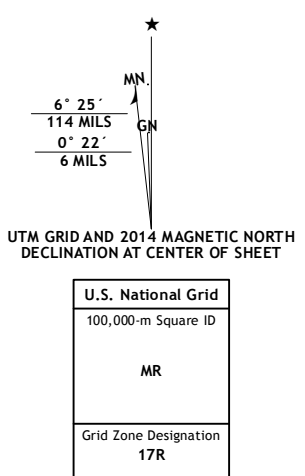 ★
MN.
6° 25´
114 MILS
GN
0° 22´
6 MILS
UTM GRID AND 2014 MAGNETIC NORTH
DECLINATION AT CENTER OF SHEET
U.S. National Grid
100,000-m Square ID
MR
Grid Zone Designation
17R